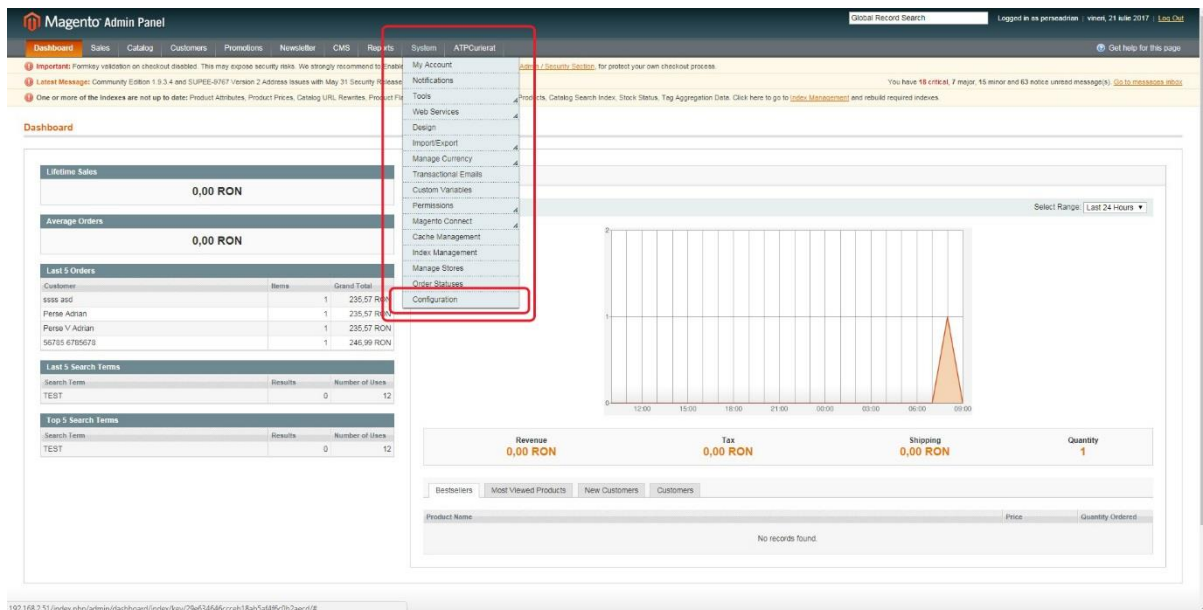 Magento Admin Panel
Global Record Search
Logged in as perseadrian | vineri, 21 iulie 2017 | Log Out
Dashboard Sales Catalog Customers Promotions Newsletter CMS Reports System ATPCurierat
Get help for this page
Important: Formkey validation on checkout disabled. This may expose security risks. We strongly recommend to Enable
Admin / Security Section, for protect your own checkout process.
Latest Message: Community Edition 1.9.3.4 and SUPEE-9767 Version 2 Address Issues with May 31 Security Release
You have 18 critical, 7 major, 15 minor and 63 notice unread message(s). Go to messages inbox
One or more of the Indexes are not up to date: Product Attributes, Product Prices, Catalog URL Rewrites, Product Fla
Products, Catalog Search Index, Stock Status, Tag Aggregation Data. Click here to go to Index Management and rebuild required indexes.
My Account
Notifications
Tools
Web Services
Design
Import/Export
Manage Currency
Transactional Emails
Custom Variables
Permissions
Magento Connect
Cache Management
Index Management
Manage Stores
Order Statuses
Configuration
Dashboard
Lifetime Sales
0,00 RON
Average Orders
0,00 RON
Last 5 Orders
Customer Items Grand Total
ssss asd 1 235,57 RON
Perse Adrian 1 235,57 RON
Perse V Adrian 1 235,57 RON
56785 6785678 1 246,99 RON
Last 5 Search Terms
Search Term Results Number of Uses
TEST 0 12
Top 5 Search Terms
Search Term Results Number of Uses
TEST 0 12
Select Range: Last 24 Hours
2
1
0
12:00 15:00 18:00 21:00 00:00 03:00 06:00 09:00
Revenue Tax Shipping Quantity
0,00 RON 0,00 RON 0,00 RON 1
Bestsellers Most Viewed Products New Customers Customers
Product Name Price Quantity Ordered
No records found.